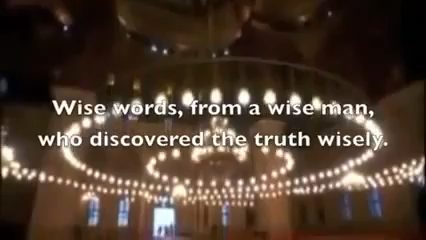 Wise words, from a wise man,
who discovered the truth wisely.